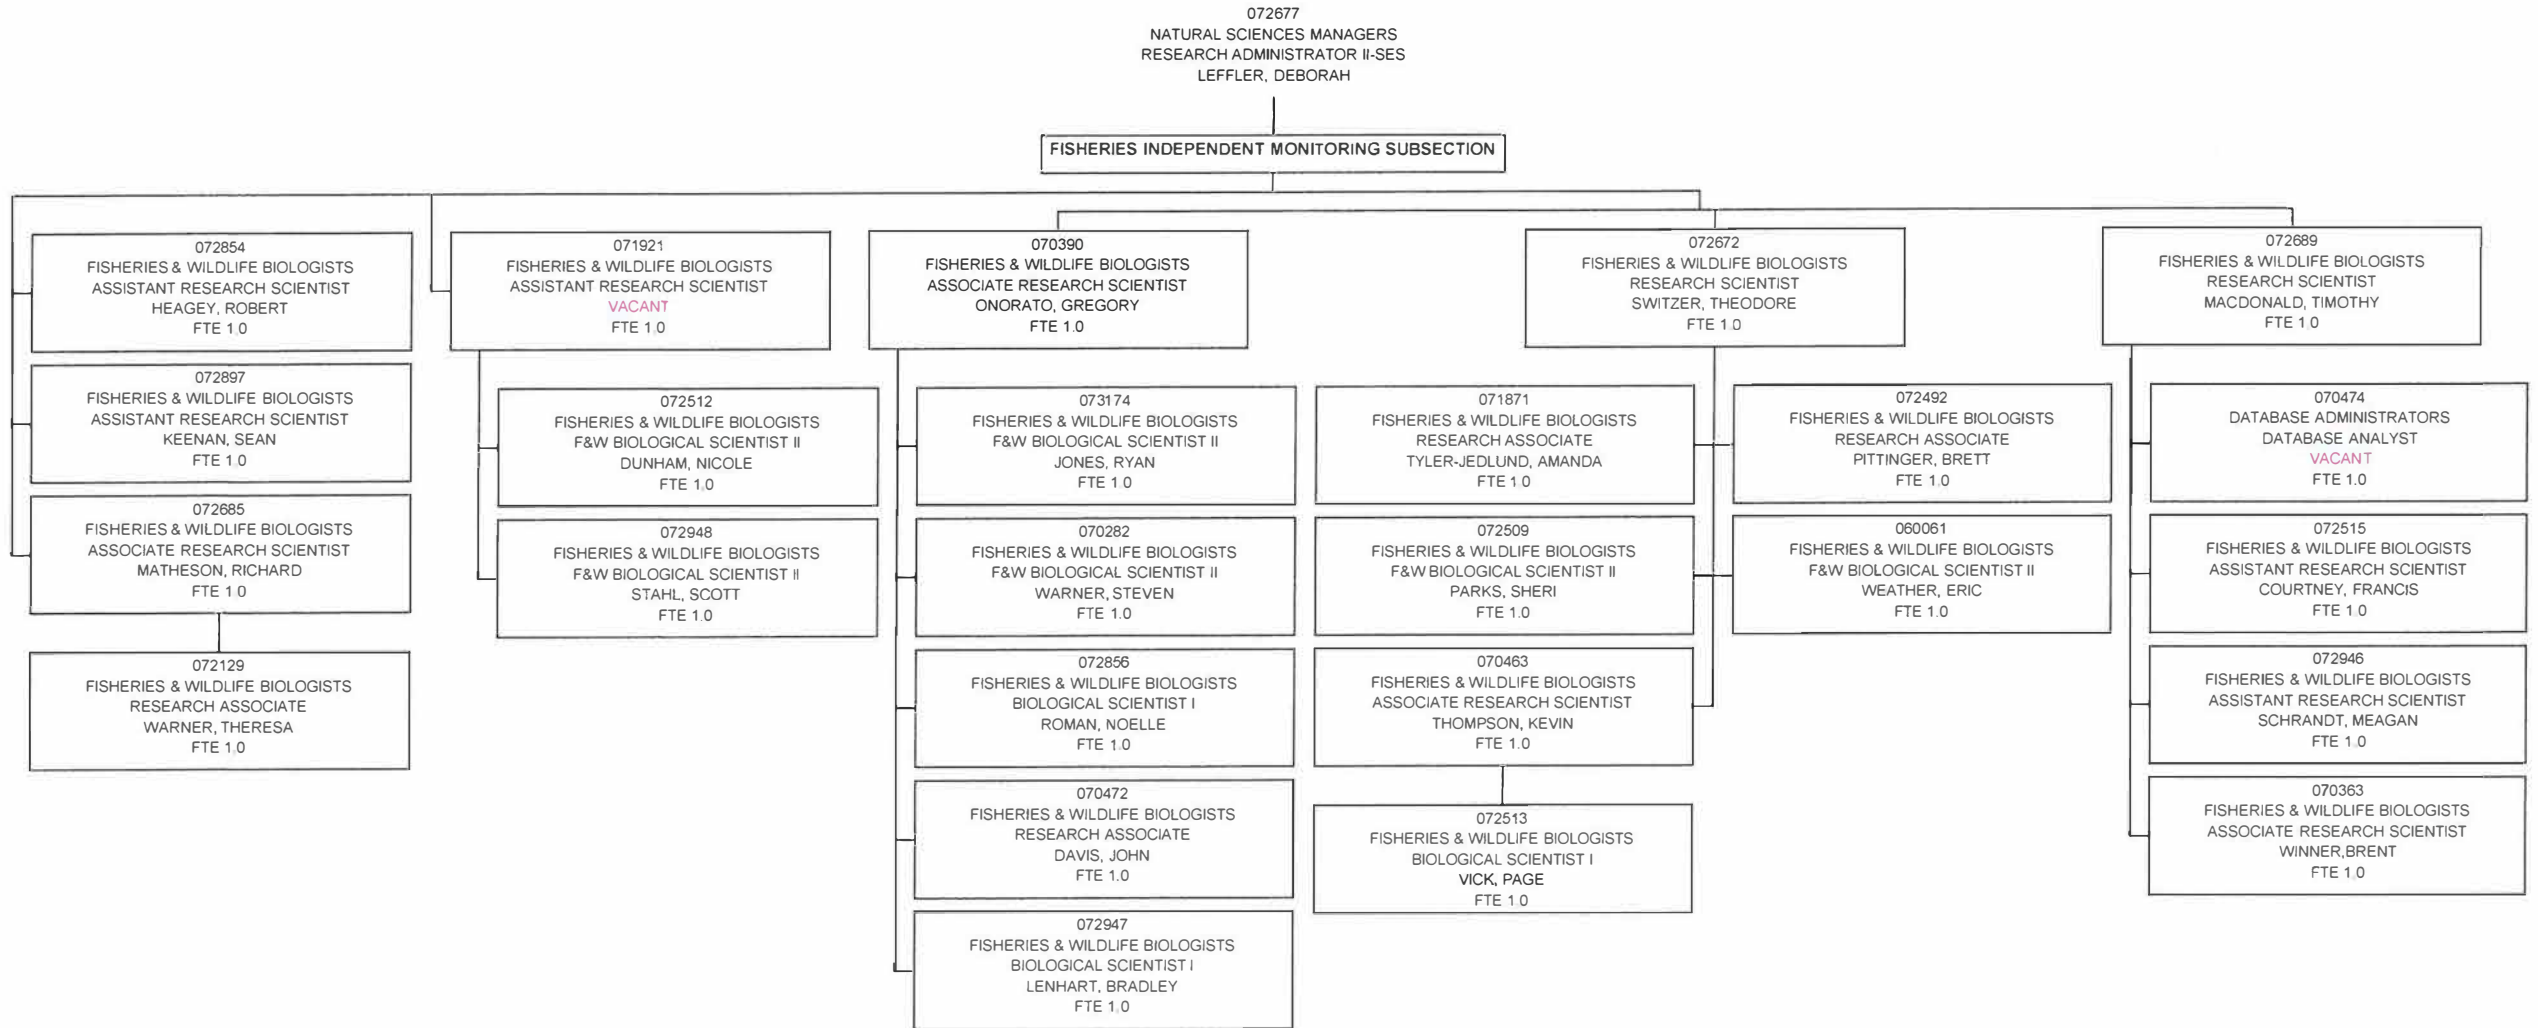 072677
NATURAL SCIENCES MANAGERS
RESEARCH ADMINISTRATOR II-SES
LEFFLER, DEBORAH
FISHERIES INDEPENDENT MONITORING SUBSECTION
072854
FISHERIES & WILDLIFE BIOLOGISTS
ASSISTANT RESEARCH SCIENTIST
HEAGEY, ROBERT
FTE 1.0
072897
FISHERIES & WILDLIFE BIOLOGISTS
ASSISTANT RESEARCH SCIENTIST
KEENAN, SEAN
FTE 1.0
072685
FISHERIES & WILDLIFE BIOLOGISTS
ASSOCIATE RESEARCH SCIENTIST
MATHESON, RICHARD
FTE 1.0
072129
FISHERIES & WILDLIFE BIOLOGISTS
RESEARCH ASSOCIATE
WARNER, THERESA
FTE 1.0
071921
FISHERIES & WILDLIFE BIOLOGISTS
ASSISTANT RESEARCH SCIENTIST
VACANT
FTE 1.0
072512
FISHERIES & WILDLIFE BIOLOGISTS
F&W BIOLOGICAL SCIENTIST II
DUNHAM, NICOLE
FTE 1.0
072948
FISHERIES & WILDLIFE BIOLOGISTS
F&W BIOLOGICAL SCIENTIST II
STAHL, SCOTT
FTE 1.0
070390
FISHERIES & WILDLIFE BIOLOGISTS
ASSOCIATE RESEARCH SCIENTIST
ONORATO, GREGORY
FTE 1.0
073174
FISHERIES & WILDLIFE BIOLOGISTS
F&W BIOLOGICAL SCIENTIST II
JONES, RYAN
FTE 1.0
070282
FISHERIES & WILDLIFE BIOLOGISTS
F&W BIOLOGICAL SCIENTIST II
WARNER, STEVEN
FTE 1.0
072856
FISHERIES & WILDLIFE BIOLOGISTS
BIOLOGICAL SCIENTIST I
ROMAN, NOELLE
FTE 1.0
070472
FISHERIES & WILDLIFE BIOLOGISTS
RESEARCH ASSOCIATE
DAVIS, JOHN
FTE 1.0
072947
FISHERIES & WILDLIFE BIOLOGISTS
BIOLOGICAL SCIENTIST I
LENHART, BRADLEY
FTE 1.0
072672
FISHERIES & WILDLIFE BIOLOGISTS
RESEARCH SCIENTIST
SWITZER, THEODORE
FTE 1.0
071871
FISHERIES & WILDLIFE BIOLOGISTS
RESEARCH ASSOCIATE
TYLER-JEDLUND, AMANDA
FTE 1.0
072509
FISHERIES & WILDLIFE BIOLOGISTS
F&W BIOLOGICAL SCIENTIST II
PARKS, SHERI
FTE 1.0
070463
FISHERIES & WILDLIFE BIOLOGISTS
ASSOCIATE RESEARCH SCIENTIST
THOMPSON, KEVIN
FTE 1.0
072513
FISHERIES & WILDLIFE BIOLOGISTS
BIOLOGICAL SCIENTIST I
VICK, PAGE
FTE 1.0
072492
FISHERIES & WILDLIFE BIOLOGISTS
RESEARCH ASSOCIATE
PITTINGER, BRETT
FTE 1.0
060061
FISHERIES & WILDLIFE BIOLOGISTS
F&W BIOLOGICAL SCIENTIST II
WEATHER, ERIC
FTE 1.0
072689
FISHERIES & WILDLIFE BIOLOGISTS
RESEARCH SCIENTIST
MACDONALD, TIMOTHY
FTE 1.0
070474
DATABASE ADMINISTRATORS
DATABASE ANALYST
VACANT
FTE 1.0
072515
FISHERIES & WILDLIFE BIOLOGISTS
ASSISTANT RESEARCH SCIENTIST
COURTNEY, FRANCIS
FTE 1.0
072946
FISHERIES & WILDLIFE BIOLOGISTS
ASSISTANT RESEARCH SCIENTIST
SCHRANDT, MEAGAN
FTE 1.0
070363
FISHERIES & WILDLIFE BIOLOGISTS
ASSOCIATE RESEARCH SCIENTIST
WINNER,BRENT
FTE 1.0